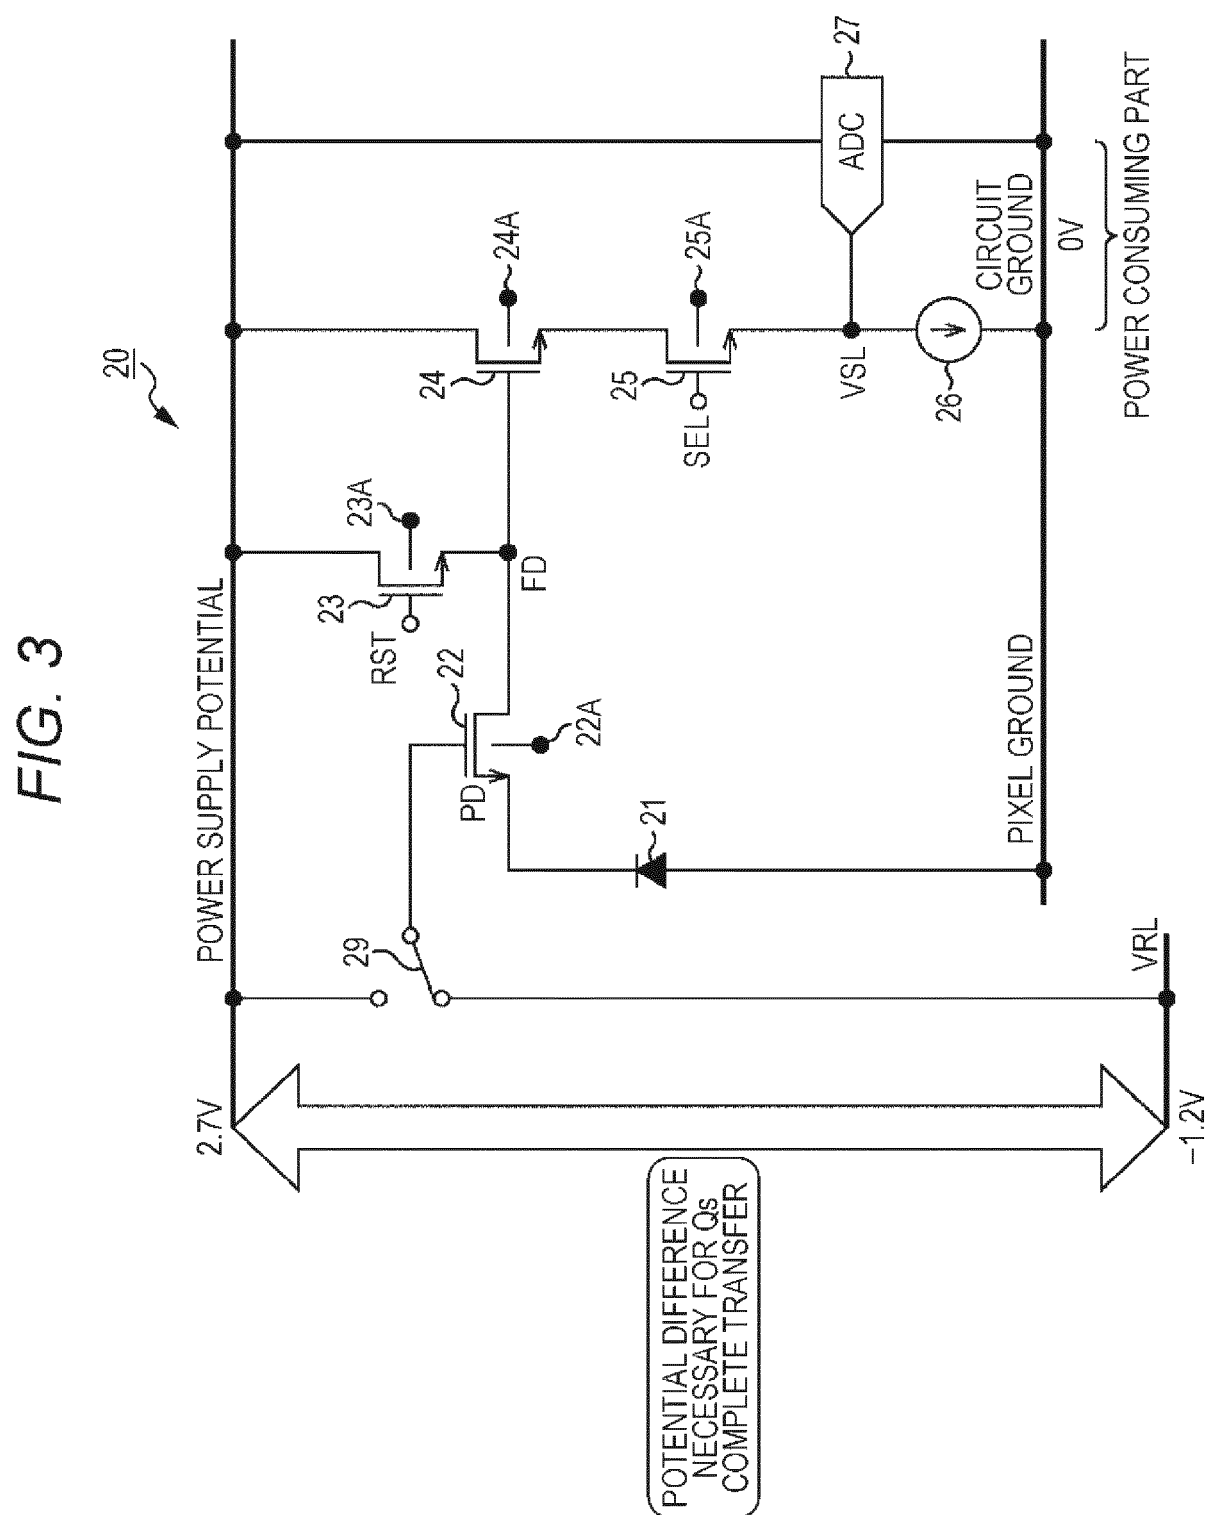 FIG. 3
20
2.7V
POWER SUPPLY POTENTIAL
POTENTIAL DIFFERENCE
NECESSARY FOR Qs
COMPLETE TRANSFER
29
RST
23
23A
PD
22
22A
FD
24
24A
SEL
25
25A
21
VSL
26
ADC
27
PIXEL GROUND
CIRCUIT
GROUND
0V
POWER CONSUMING PART
VRL
−1.2V